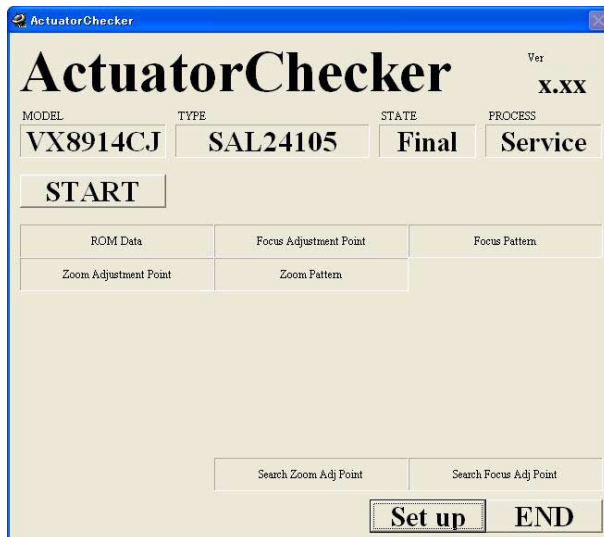 ActuatorChecker
ActuatorChecker
Ver
x.xx
MODEL TYPE STATE PROCESS
VX8914CJ SAL24105 Final Service
START
ROM Data Focus Adjustment Point Focus Pattern
Zoom Adjustment Point Zoom Pattern
Search Zoom Adj Point Search Focus Adj Point
Set up END